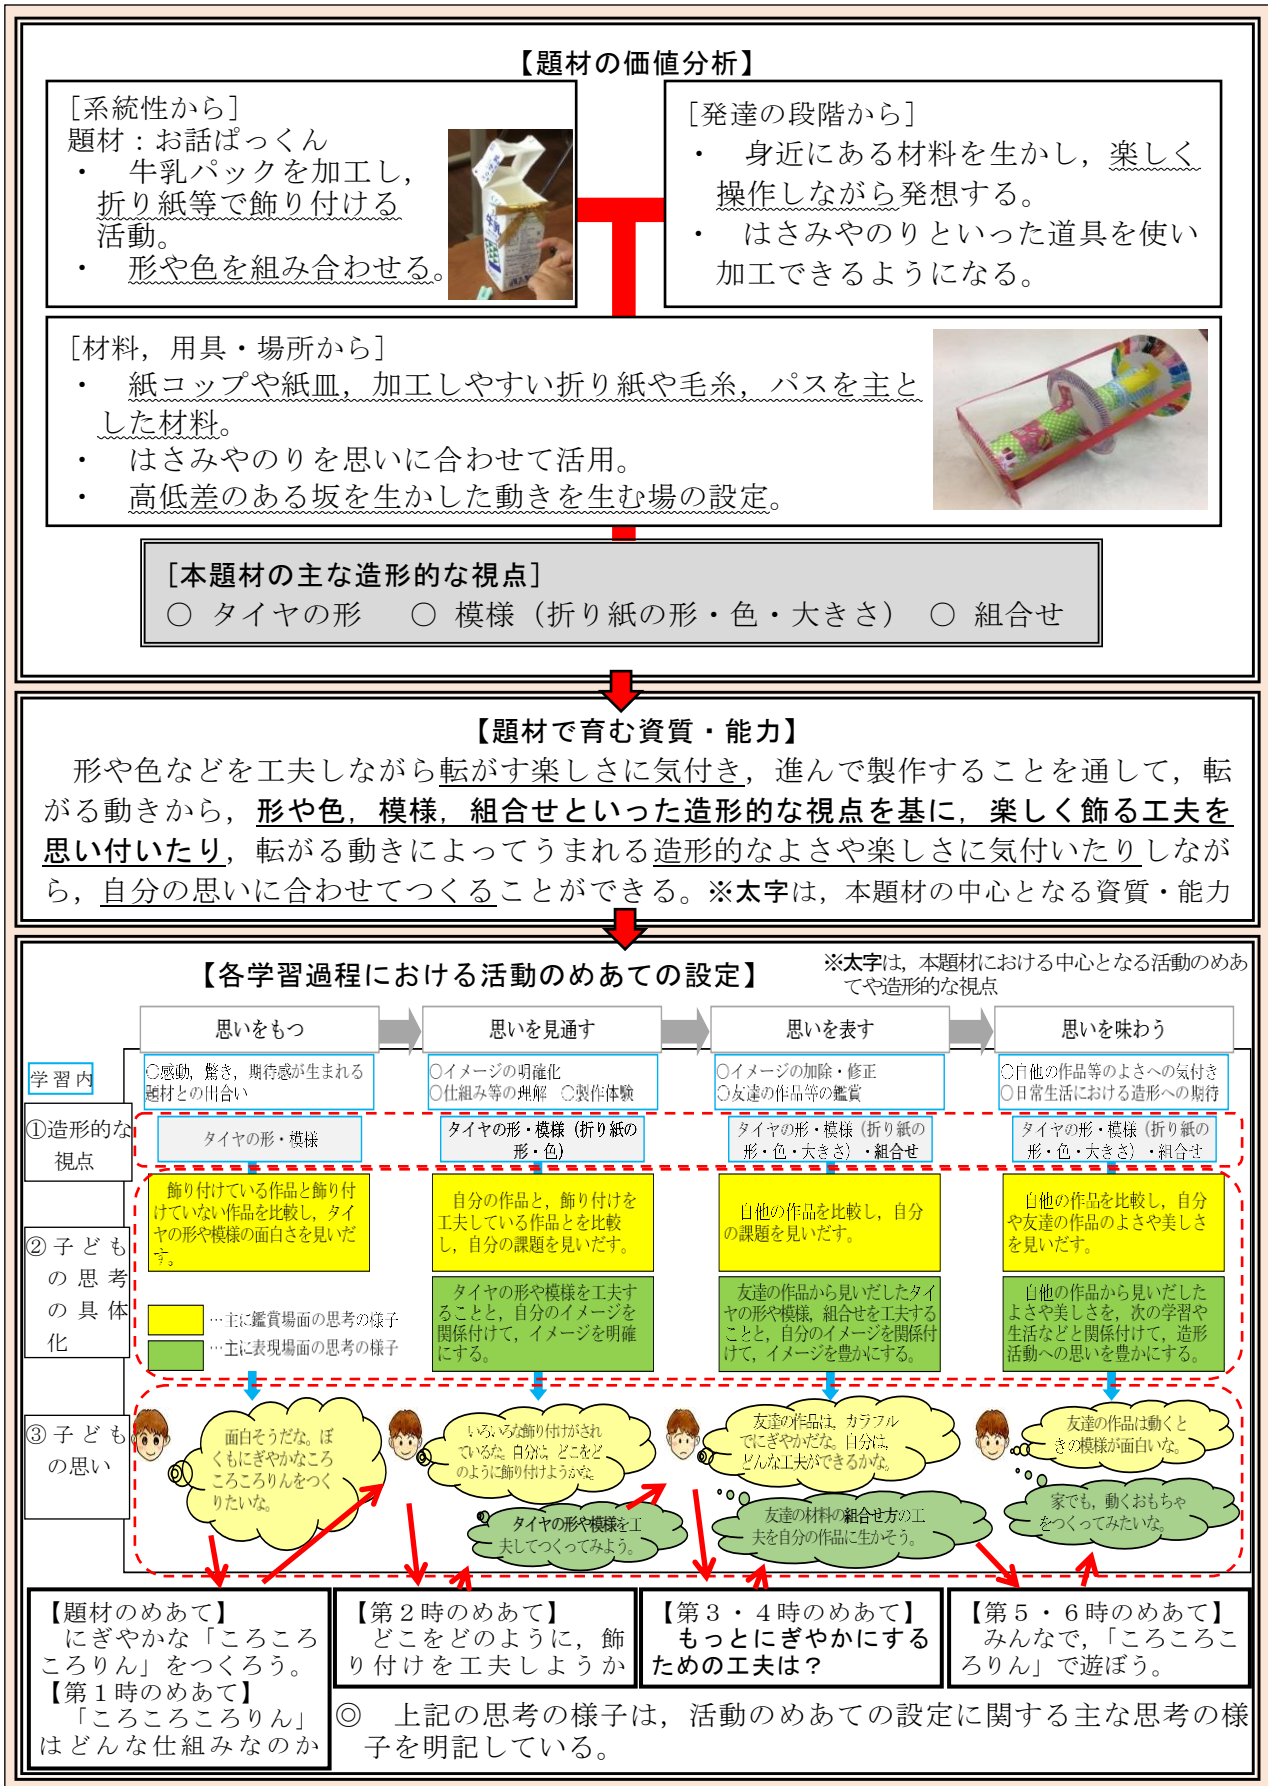 【題材の価値分析】
［系統性から］
題材：お話ぱっくん
・　牛乳パックを加工し，
折り紙等で飾り付ける
活動。
・　形や色を組み合わせる。
［発達の段階から］
・　身近にある材料を生かし，楽しく
操作しながら発想する。
・　はさみやのりといった道具を使い
加工できるようになる。
［材料，用具・場所から］
・　紙コップや紙皿，加工しやすい折り紙や毛糸，パスを主と
した材料。
・　はさみやのりを思いに合わせて活用。
・　高低差のある坂を生かした動きを生む場の設定。
［本題材の主な造形的な視点］
○ タイヤの形　○ 模様（折り紙の形・色・大きさ）　○ 組合せ
【題材で育む資質・能力】
形や色などを工夫しながら転がす楽しさに気付き，進んで製作することを通して，転
がる動きから，形や色，模様，組合せといった造形的な視点を基に，楽しく飾る工夫を
思い付いたり，転がる動きによってうまれる造形的なよさや楽しさに気付いたりしなが
ら，自分の思いに合わせてつくることができる。※太字は，本題材の中心となる資質・能力
【各学習過程における活動のめあての設定】
※太字は，本題材における中心となる活動のめあ
てや造形的な視点
思いをもつ
思いを見通す
思いを表す
思いを味わう
学習内
○感動，驚き，期待感が生まれる
題材との出合い
○イメージの明確化
○仕組み等の理解　○製作体験
○イメージの加除・修正
○友達の作品等の鑑賞
○自他の作品等のよさへの気付き
○日常生活における造形への期待
①造形的な
視点
タイヤの形・模様
タイヤの形・模様（折り紙の
形・色）
タイヤの形・模様（折り紙の
形・色・大きさ）・組合せ
タイヤの形・模様（折り紙の
形・色・大きさ）・組合せ
②子ども
の思考
の具体
化
飾り付けている作品と飾り付
けていない作品を比較し，タイ
ヤの形や模様の面白さを見いだ
す。
自分の作品と，飾り付けを
工夫している作品とを比較
し，自分の課題を見いだす。
自他の作品を比較し，自分
の課題を見いだす。
自他の作品を比較し，自分
や友達の作品のよさや美しさ
を見いだす。
…主に鑑賞場面の思考の様子
…主に表現場面の思考の様子
タイヤの形や模様を工夫す
ることと，自分のイメージを
関係付けて，イメージを明確
にする。
友達の作品から見いだしたタイ
ヤの形や模様，組合せを工夫する
ことと，自分のイメージを関係付
けて，イメージを豊かにする。
自他の作品から見いだした
よさや美しさを，次の学習や
生活などと関係付けて，造形
活動への思いを豊かにする。
③子ども
の思い
面白そうだな。ぼ
くもにぎやかなころ
ころころりんをつく
りたいな。
いろいろな飾り付けがされ
ているな。自分は，どこをど
のように飾り付けようかな。
タイヤの形や模様を工
夫してつくってみよう。
友達の作品は，カラフル
でにぎやかだな。自分は，
どんな工夫ができるかな。
友達の材料の組合せ方の工
夫を自分の作品に生かそう。
友達の作品は動くと
きの模様が面白いな。
家でも，動くおもちゃ
をつくってみたいな。
【題材のめあて】
にぎやかな「ころころ
ころりん」をつくろう。
【第１時のめあて】
「ころころころりん」
はどんな仕組みなのか
【第２時のめあて】
どこをどのように，飾
り付けを工夫しようか
【第３・４時のめあて】
もっとにぎやかにする
ための工夫は？
【第５・６時のめあて】
みんなで，「ころころこ
ろりん」で遊ぼう。
◎　上記の思考の様子は，活動のめあての設定に関する主な思考の様
子を明記している。